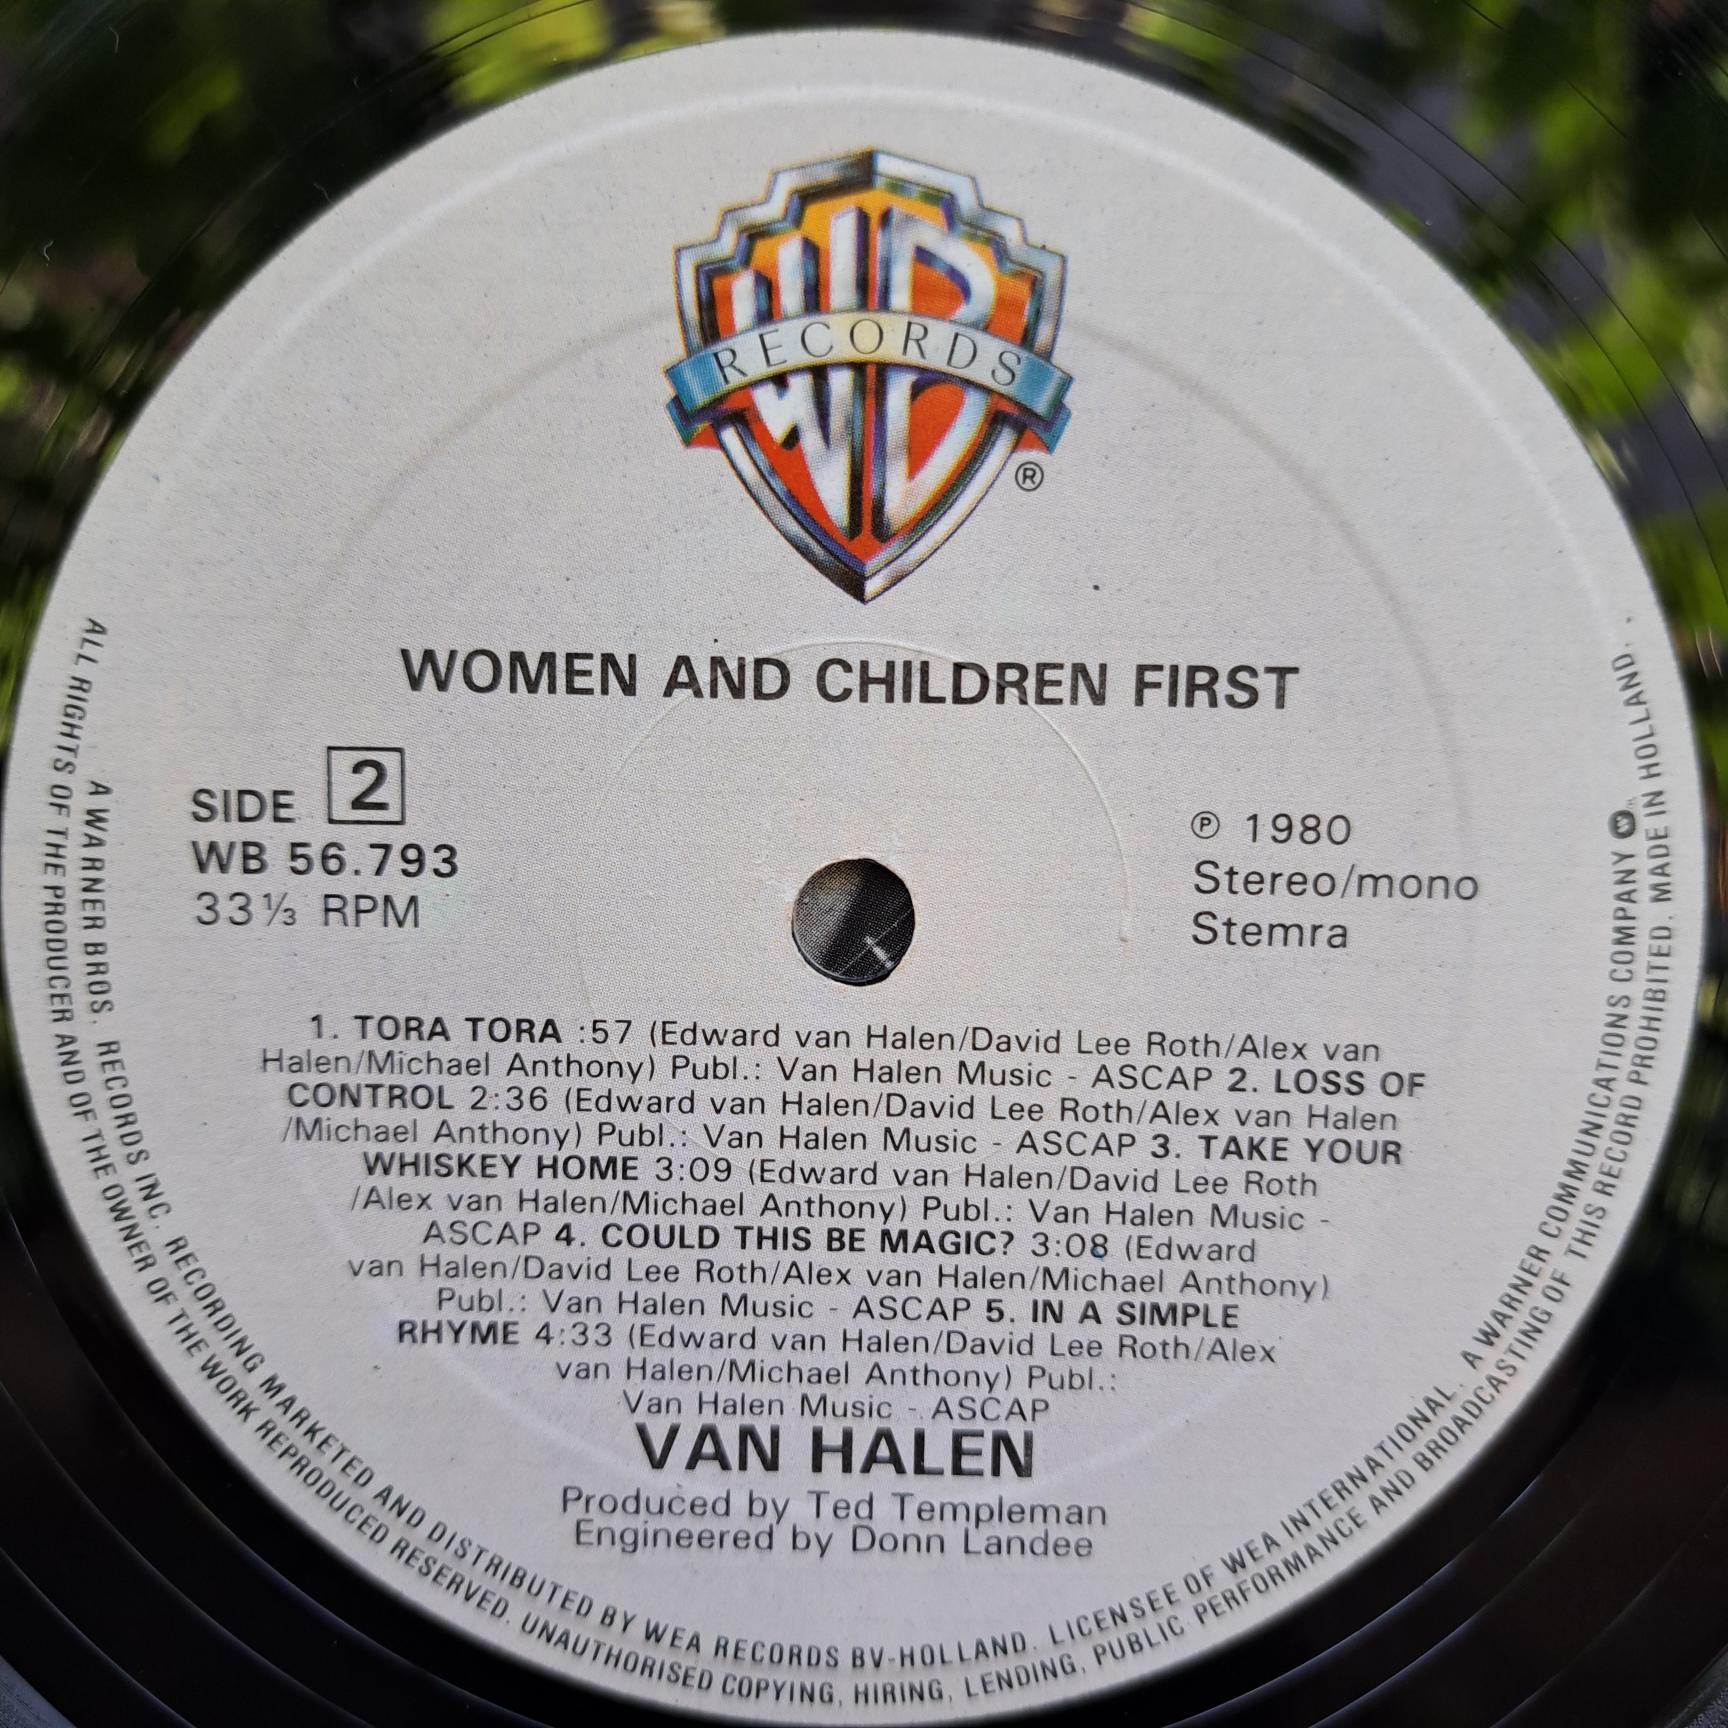 WB
RECORDS
®
WOMEN AND CHILDREN FIRST
SIDE 2
WB 56.793
33⅓ RPM
℗ 1980
Stereo/mono
Stemra
1. TORA TORA :57 (Edward van Halen/David Lee Roth/Alex van
Halen/Michael Anthony) Publ.: Van Halen Music - ASCAP 2. LOSS OF
CONTROL 2:36 (Edward van Halen/David Lee Roth/Alex van Halen
/Michael Anthony) Publ.: Van Halen Music - ASCAP 3. TAKE YOUR
WHISKEY HOME 3:09 (Edward van Halen/David Lee Roth
/Alex van Halen/Michael Anthony) Publ.: Van Halen Music -
ASCAP 4. COULD THIS BE MAGIC? 3:08 (Edward
van Halen/David Lee Roth/Alex van Halen/Michael Anthony)
Publ.: Van Halen Music - ASCAP 5. IN A SIMPLE
RHYME 4:33 (Edward van Halen/David Lee Roth/Alex
van Halen/Michael Anthony) Publ.:
Van Halen Music - ASCAP
VAN HALEN
Produced by Ted Templeman
Engineered by Donn Landee
A WARNER BROS. RECORDS INC. RECORDING MARKETED AND DISTRIBUTED BY WEA RECORDS BV-HOLLAND. LICENSEE OF WEA INTERNATIONAL. A WARNER COMMUNICATIONS COMPANY
ALL RIGHTS OF THE PRODUCER AND OF THE OWNER OF THE WORK REPRODUCED RESERVED. UNAUTHORISED COPYING, HIRING, LENDING, PUBLIC PERFORMANCE AND BROADCASTING OF THIS RECORD PROHIBITED. MADE IN HOLLAND.